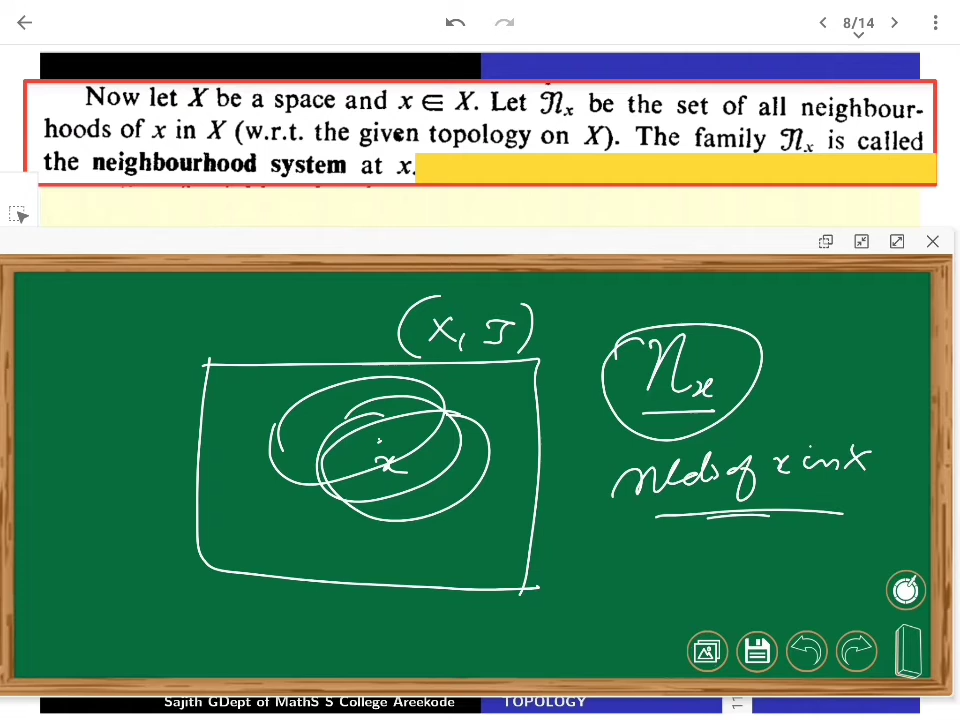 8/14
Now let X be a space and x ∈ X. Let 𝒩ₓ be the set of all neighbour-
hoods of x in X (w.r.t. the given topology on X). The family 𝒩ₓ is called
the neighbourhood system at x.
(X, 𝒥)
𝒩ₓ
x
nbds of x in X
Sajith GDept of MathS S College Areekode TOPOLOGY